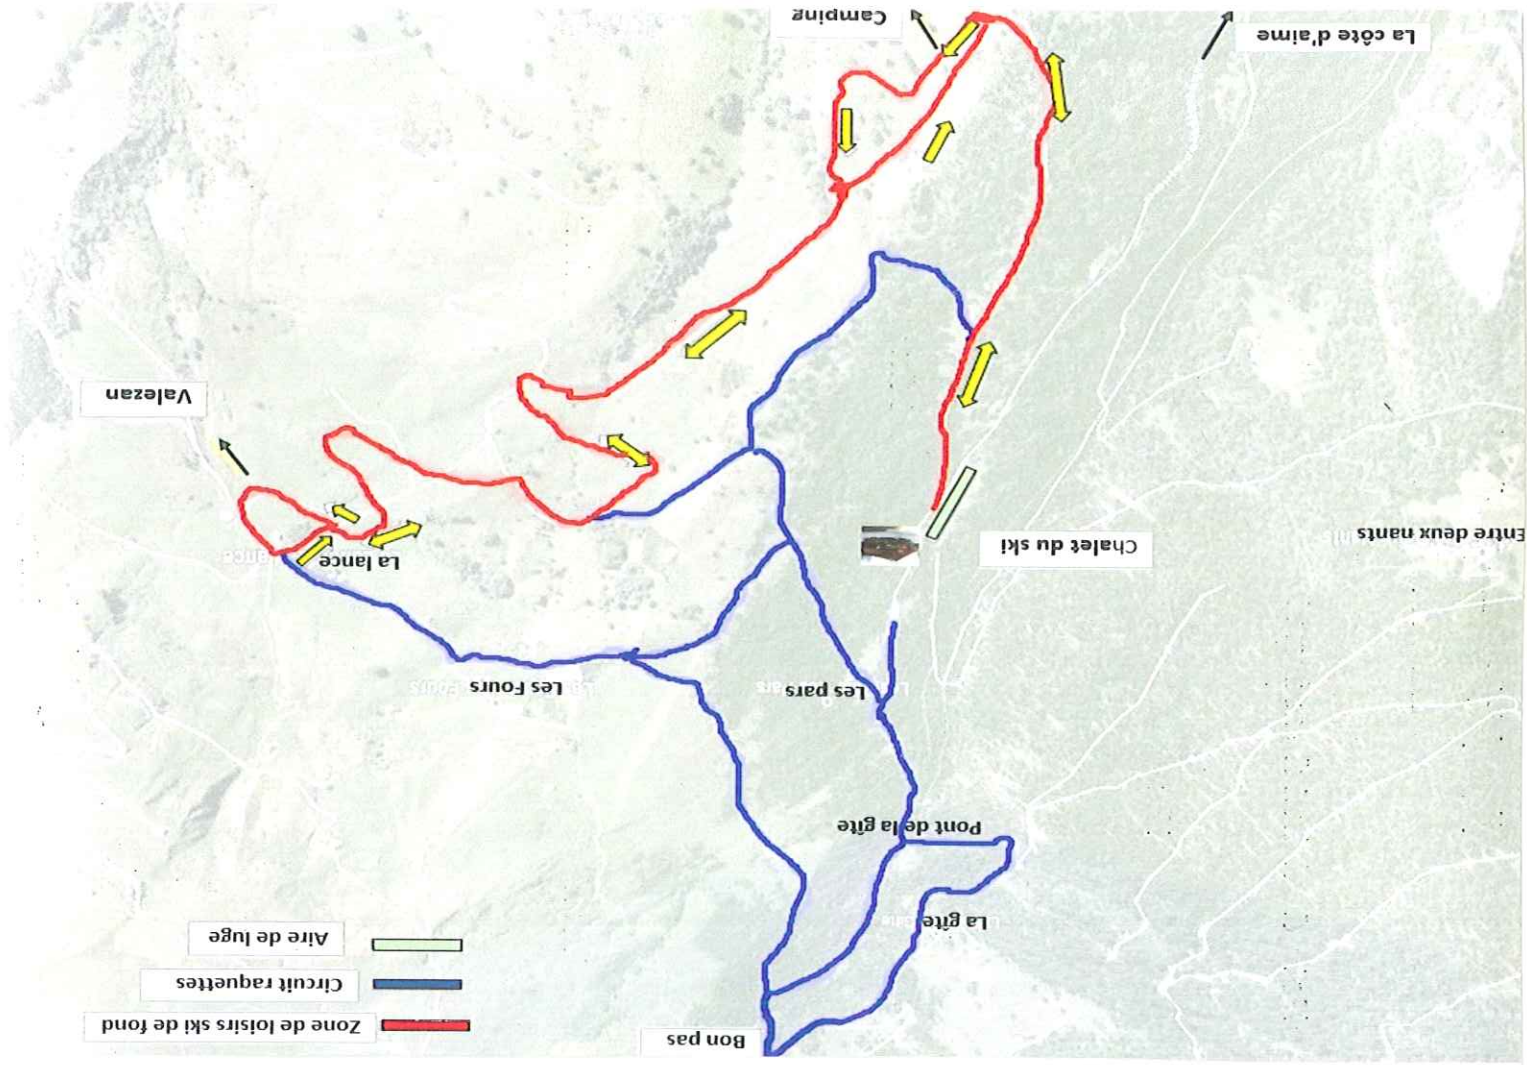 Bon pas
Zone de loisirs ski de fond
Circuit raquettes
Aire de luge
La gîte
Pont de la gîte
Les pars
Les Fours
La lance
Chalet du ski
Entre deux nants
Valezan
La côte d'aime
Camping